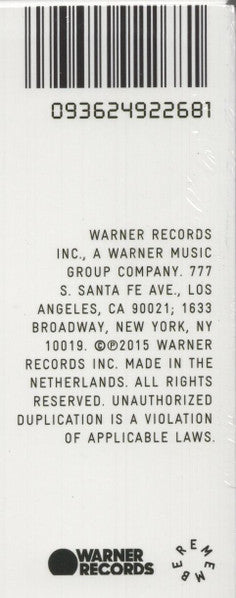 093624922681
WARNER RECORDS
INC., A WARNER MUSIC
GROUP COMPANY. 777
S. SANTA FE AVE., LOS
ANGELES, CA 90021; 1633
BROADWAY, NEW YORK, NY
10019. ©℗2015 WARNER
RECORDS INC. MADE IN THE
NETHERLANDS. ALL RIGHTS
RESERVED. UNAUTHORIZED
DUPLICATION IS A VIOLATION
OF APPLICABLE LAWS.
WARNER
RECORDS
REMEMBER